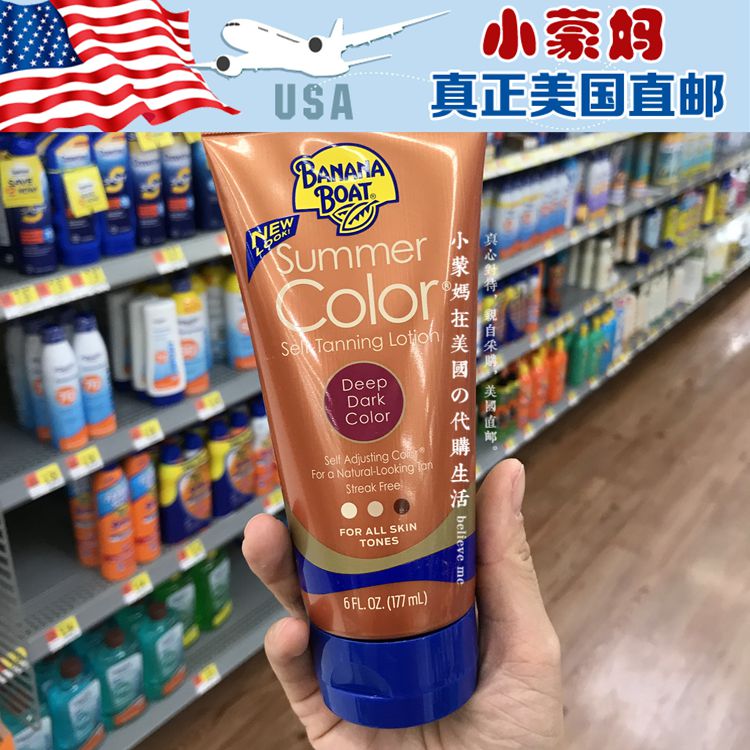 USA
小蒙妈
真正美国直邮
BANANA
BOAT
NEW
LOOK!
Summer
Color®
Self-Tanning Lotion
Deep
Dark
Color
Self Adjusting Color®
For a Natural-Looking Tan
Streak Free
FOR ALL SKIN
TONES
6 FL. OZ. (177 mL)
小蒙媽在美國の代購生活
believe me
真心對待，親自采購，美國直邮。